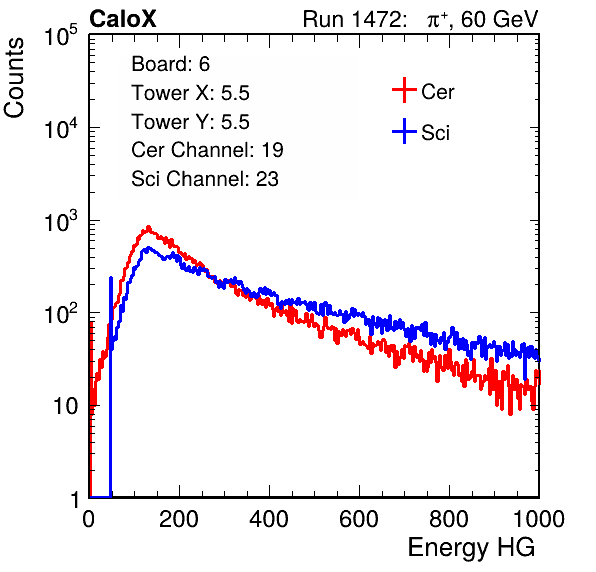 CaloX Run 1472: π⁺, 60 GeV
Counts
10⁵
10⁴
10³
10²
10
1
Board: 6
Tower X: 5.5
Tower Y: 5.5
Cer Channel: 19
Sci Channel: 23
Cer
Sci
0 200 400 600 800 1000
Energy HG